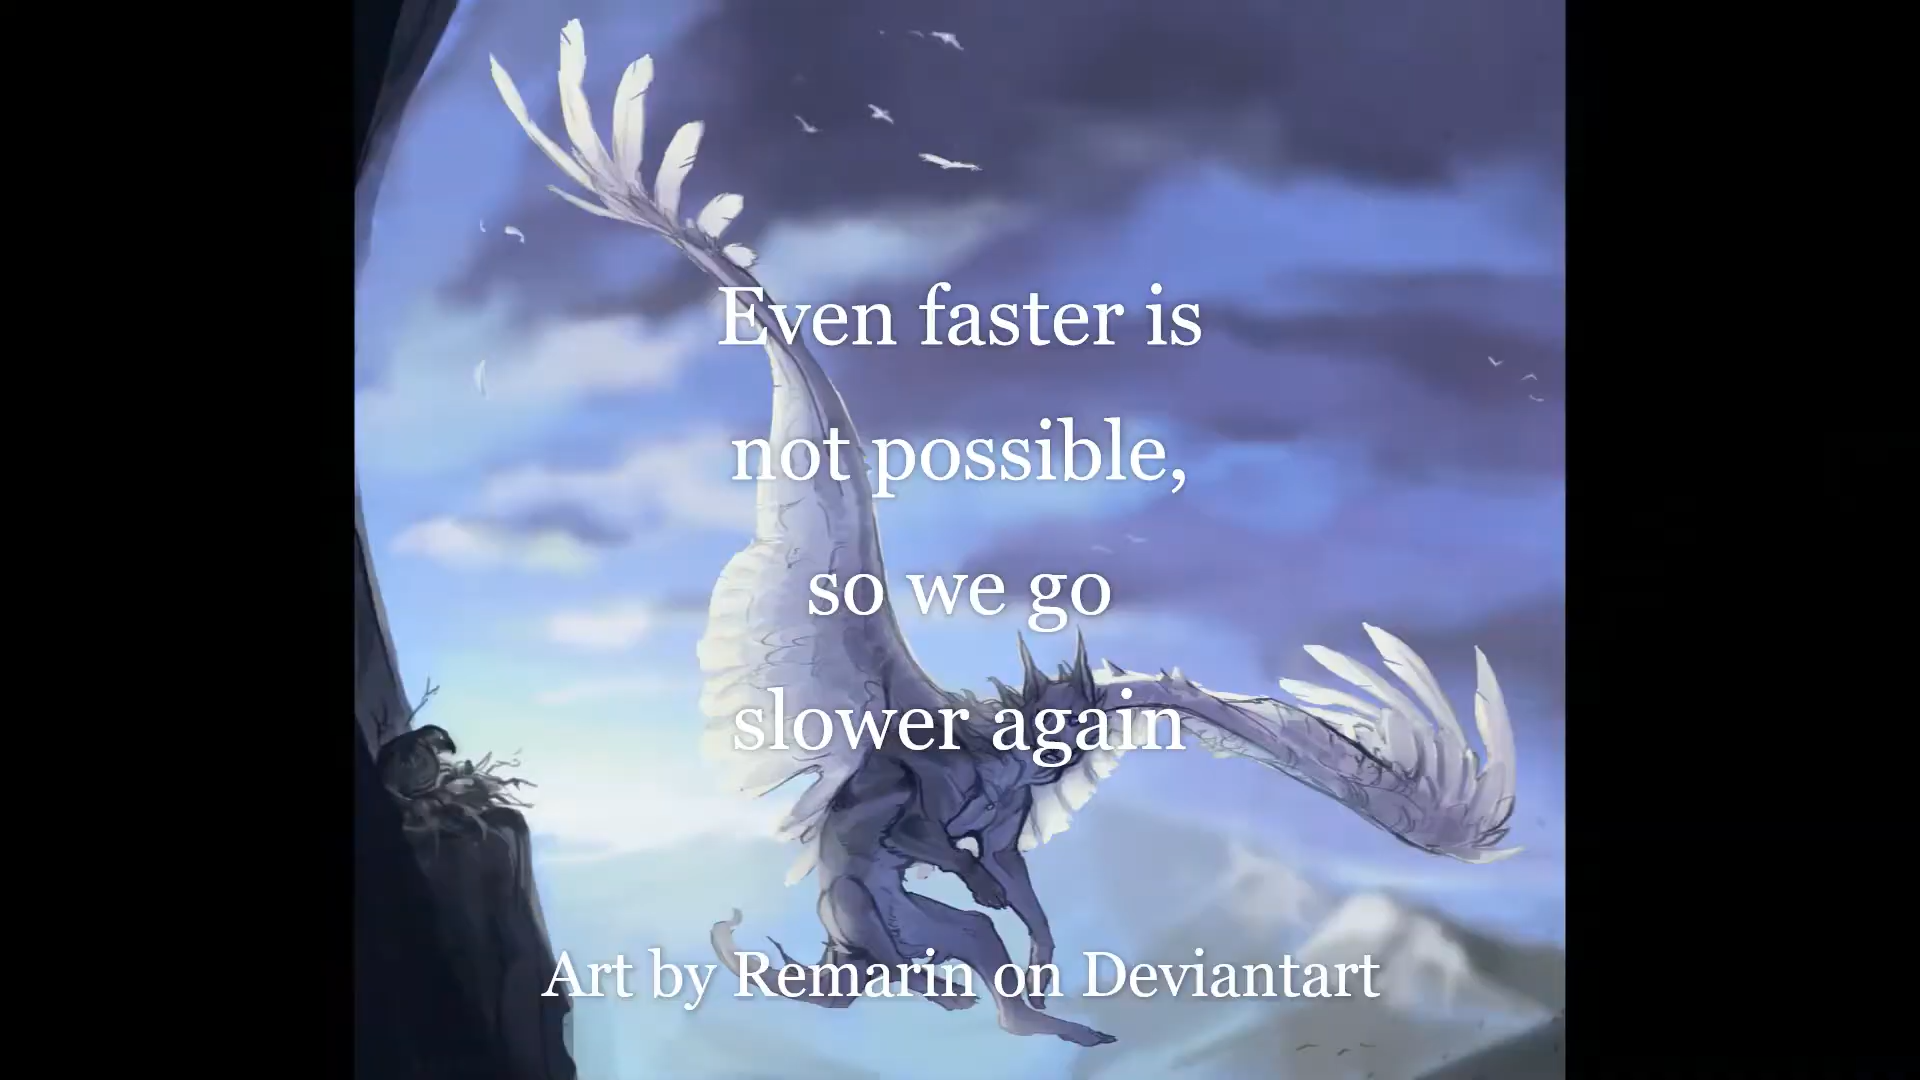 Even faster is
not possible,
so we go
slower again
Art by Remarin on Deviantart